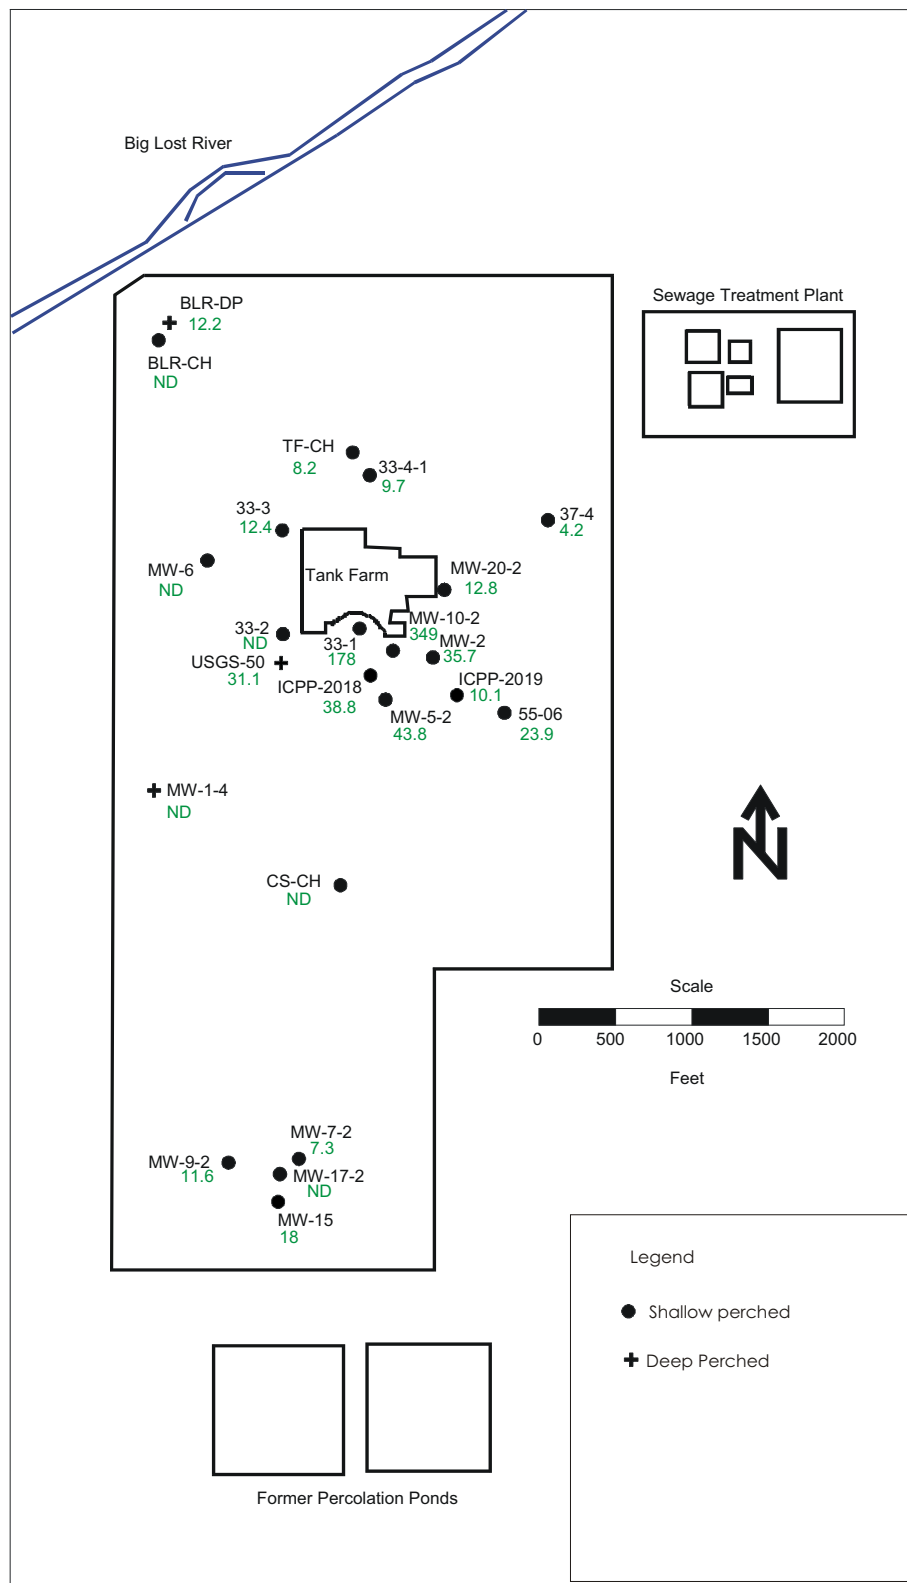 Big Lost River
BLR-DP
12.2
BLR-CH
ND
Sewage Treatment Plant
TF-CH
8.2
33-4-1
9.7
33-3
12.4
37-4
4.2
MW-6
ND
Tank Farm
MW-20-2
12.8
33-2
ND
33-1
178
MW-10-2
349
MW-2
35.7
USGS-50
31.1
ICPP-2018
38.8
ICPP-2019
10.1
MW-5-2
43.8
55-06
23.9
MW-1-4
ND
N
CS-CH
ND
Scale
0 500 1000 1500 2000
Feet
MW-7-2
7.3
MW-9-2
11.6
MW-17-2
ND
MW-15
18
Legend
Shallow perched
Deep Perched
Former Percolation Ponds